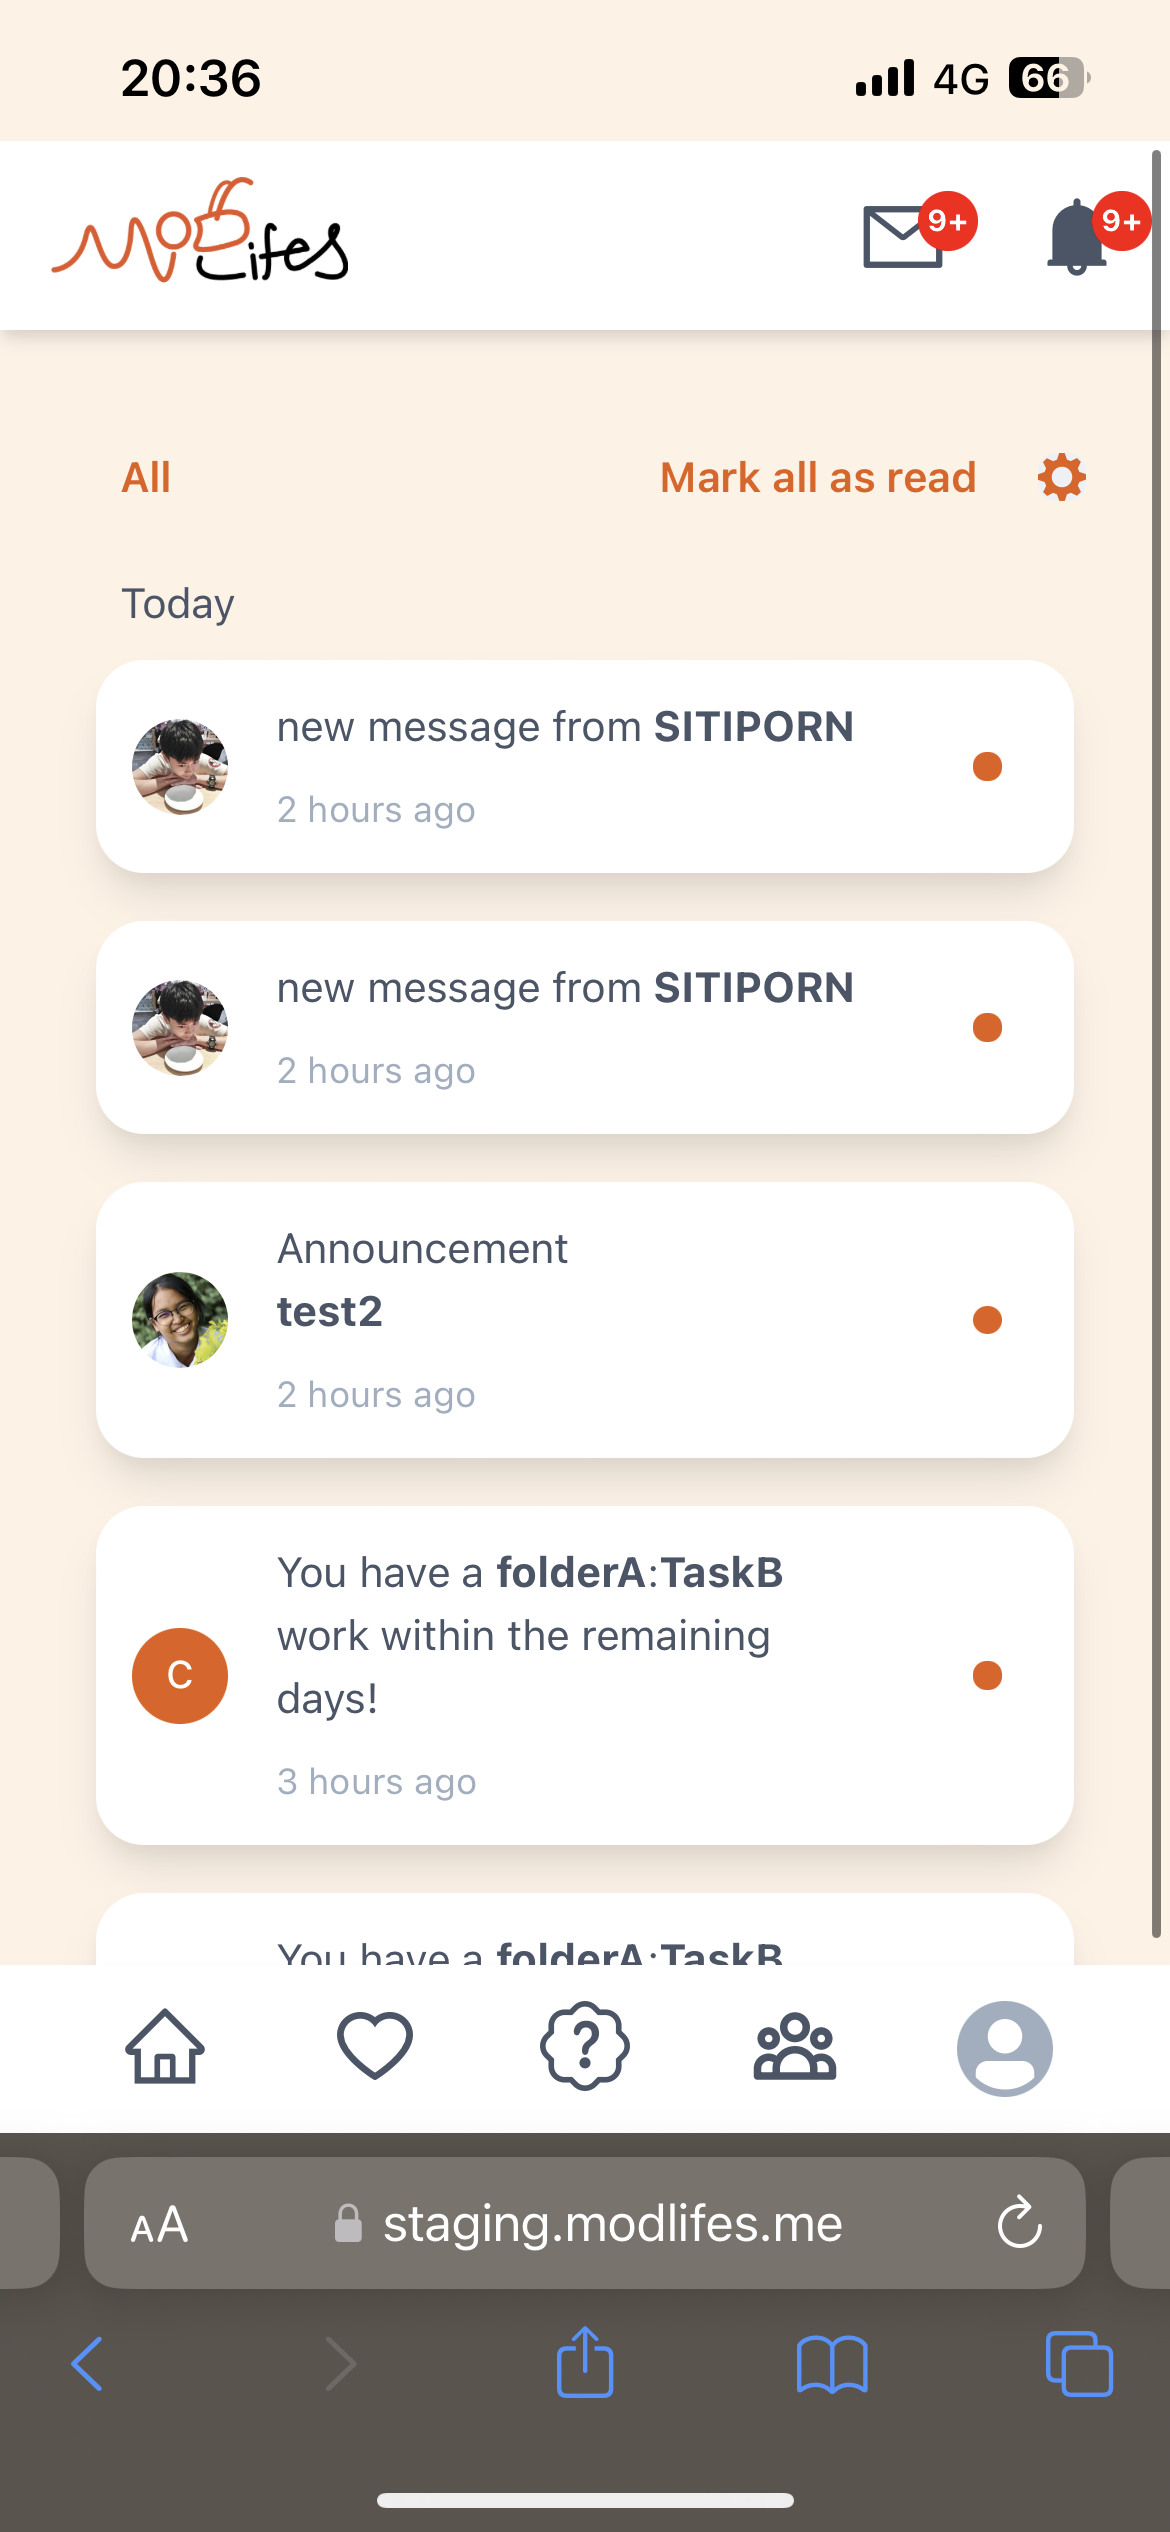 20:36
4G 66
ModLifes
9+
9+
All
Mark all as read
Today
new message from SITIPORN
2 hours ago
new message from SITIPORN
2 hours ago
Announcement
test2
2 hours ago
C
You have a folderA:TaskB
work within the remaining
days!
3 hours ago
You have a folderA:TaskB
?
AA
staging.modlifes.me